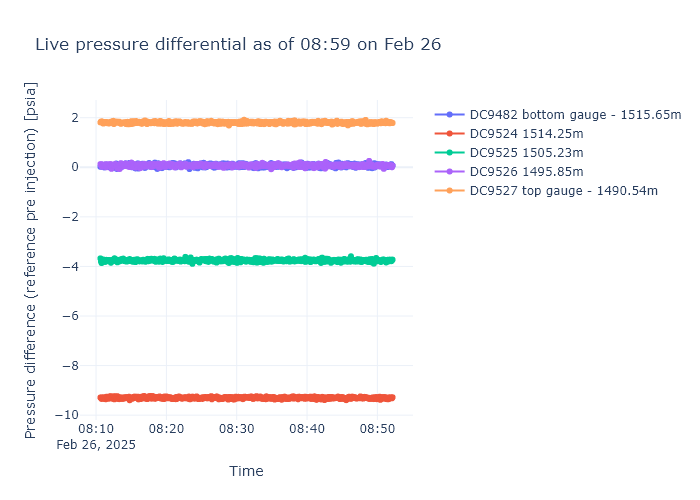 Live pressure differential as of 08:59 on Feb 26
Pressure difference (reference pre injection) [psia]
2
0
−2
−4
−6
−8
−10
08:10
08:20
08:30
08:40
08:50
Feb 26, 2025
Time
DC9482 bottom gauge - 1515.65m
DC9524 1514.25m
DC9525 1505.23m
DC9526 1495.85m
DC9527 top gauge - 1490.54m